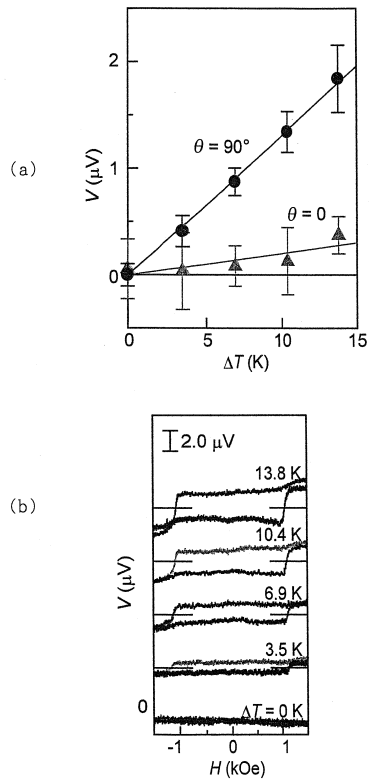 (a)
2
1
0
V (μV)
θ = 90°
θ = 0
0 5 10 15
ΔT (K)
(b)
2.0 μV
13.8 K
10.4 K
6.9 K
3.5 K
ΔT = 0 K
V (μV)
0
-1 0 1
H (kOe)